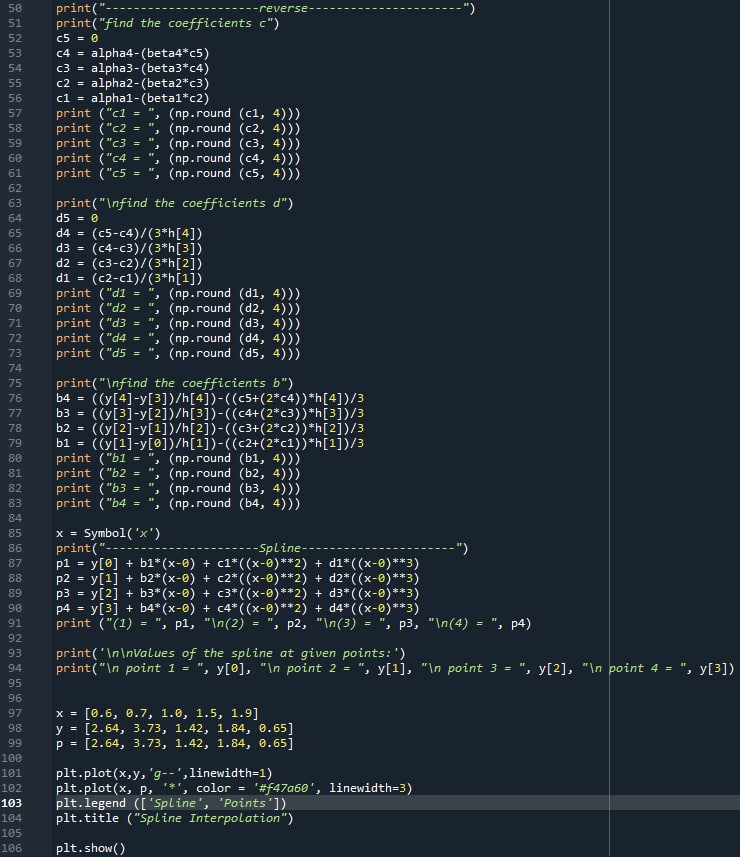 50 print("----------------------reverse----------------------")
51 print("find the coefficients c")
52 c5 = 0
53 c4 = alpha4-(beta4*c5)
54 c3 = alpha3-(beta3*c4)
55 c2 = alpha2-(beta2*c3)
56 c1 = alpha1-(beta1*c2)
57 print ("c1 = ", (np.round (c1, 4)))
58 print ("c2 = ", (np.round (c2, 4)))
59 print ("c3 = ", (np.round (c3, 4)))
60 print ("c4 = ", (np.round (c4, 4)))
61 print ("c5 = ", (np.round (c5, 4)))
62
63 print("\nfind the coefficients d")
64 d5 = 0
65 d4 = (c5-c4)/(3*h[4])
66 d3 = (c4-c3)/(3*h[3])
67 d2 = (c3-c2)/(3*h[2])
68 d1 = (c2-c1)/(3*h[1])
69 print ("d1 = ", (np.round (d1, 4)))
70 print ("d2 = ", (np.round (d2, 4)))
71 print ("d3 = ", (np.round (d3, 4)))
72 print ("d4 = ", (np.round (d4, 4)))
73 print ("d5 = ", (np.round (d5, 4)))
74
75 print("\nfind the coefficients b")
76 b4 = ((y[4]-y[3])/h[4])-((c5+(2*c4))*h[4])/3
77 b3 = ((y[3]-y[2])/h[3])-((c4+(2*c3))*h[3])/3
78 b2 = ((y[2]-y[1])/h[2])-((c3+(2*c2))*h[2])/3
79 b1 = ((y[1]-y[0])/h[1])-((c2+(2*c1))*h[1])/3
80 print ("b1 = ", (np.round (b1, 4)))
81 print ("b2 = ", (np.round (b2, 4)))
82 print ("b3 = ", (np.round (b3, 4)))
83 print ("b4 = ", (np.round (b4, 4)))
84
85 x = Symbol('x')
86 print("----------------------Spline----------------------")
87 p1 = y[0] + b1*(x-0) + c1*((x-0)**2) + d1*((x-0)**3)
88 p2 = y[1] + b2*(x-0) + c2*((x-0)**2) + d2*((x-0)**3)
89 p3 = y[2] + b3*(x-0) + c3*((x-0)**2) + d3*((x-0)**3)
90 p4 = y[3] + b4*(x-0) + c4*((x-0)**2) + d4*((x-0)**3)
91 print ("(1) = ", p1, "\n(2) = ", p2, "\n(3) = ", p3, "\n(4) = ", p4)
92
93 print('\n\nValues of the spline at given points:')
94 print("\n point 1 = ", y[0], "\n point 2 = ", y[1], "\n point 3 = ", y[2], "\n point 4 = ", y[3])
95
96
97 x = [0.6, 0.7, 1.0, 1.5, 1.9]
98 y = [2.64, 3.73, 1.42, 1.84, 0.65]
99 p = [2.64, 3.73, 1.42, 1.84, 0.65]
100
101 plt.plot(x,y,'g--',linewidth=1)
102 plt.plot(x, p, '*', color = '#f47a60', linewidth=3)
103 plt.legend (['Spline', 'Points'])
104 plt.title ("Spline Interpolation")
105
106 plt.show()